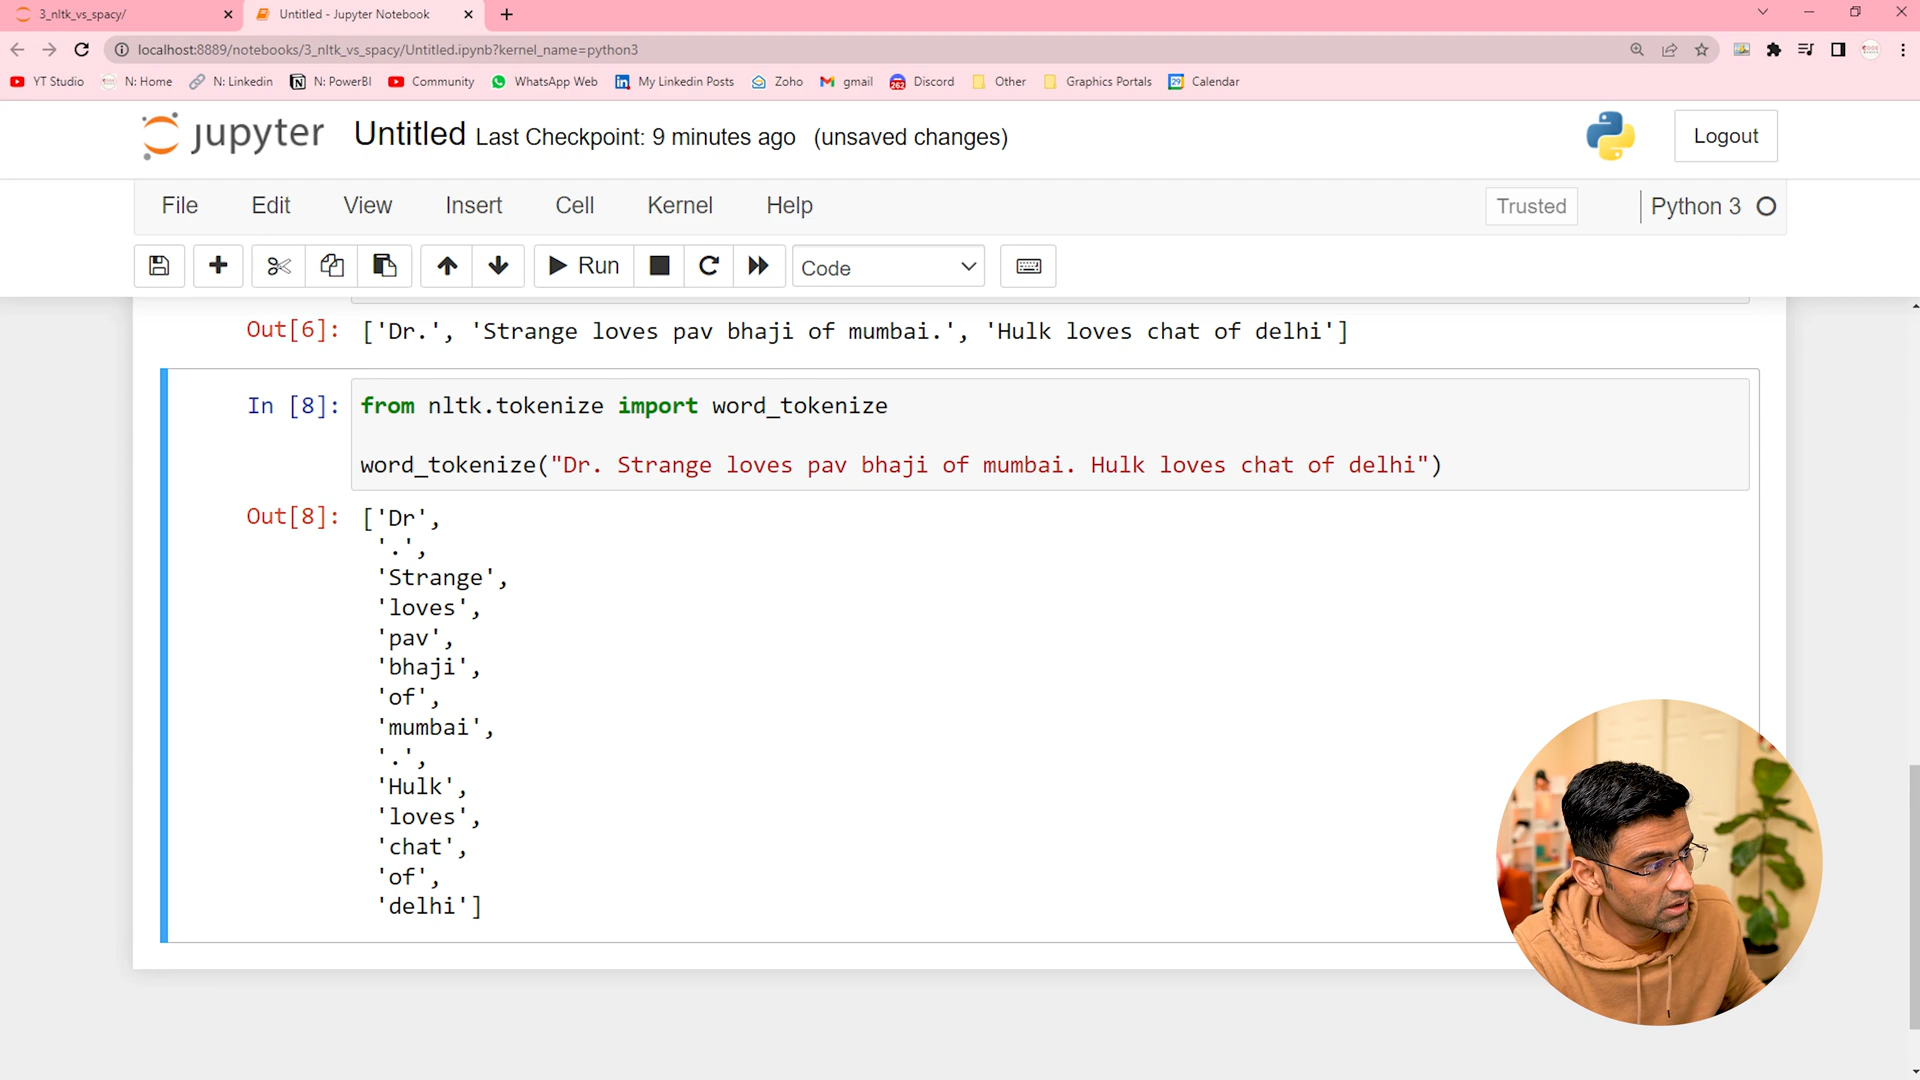 3_nltk_vs_spacy/
Untitled - Jupyter Notebook
localhost:8889/notebooks/3_nltk_vs_spacy/Untitled.ipynb?kernel_name=python3
YT Studio N: Home N: Linkedin N: PowerBI Community WhatsApp Web My Linkedin Posts Zoho gmail 262 Discord Other Graphics Portals Calendar
jupyter Untitled Last Checkpoint: 9 minutes ago (unsaved changes) Logout
File Edit View Insert Cell Kernel Help Trusted Python 3
Run Code
Out[6]: ['Dr.', 'Strange loves pav bhaji of mumbai.', 'Hulk loves chat of delhi']
In [8]: from nltk.tokenize import word_tokenize
word_tokenize("Dr. Strange loves pav bhaji of mumbai. Hulk loves chat of delhi")
Out[8]: ['Dr',
'.',
'Strange',
'loves',
'pav',
'bhaji',
'of',
'mumbai',
'.',
'Hulk',
'loves',
'chat',
'of',
'delhi']